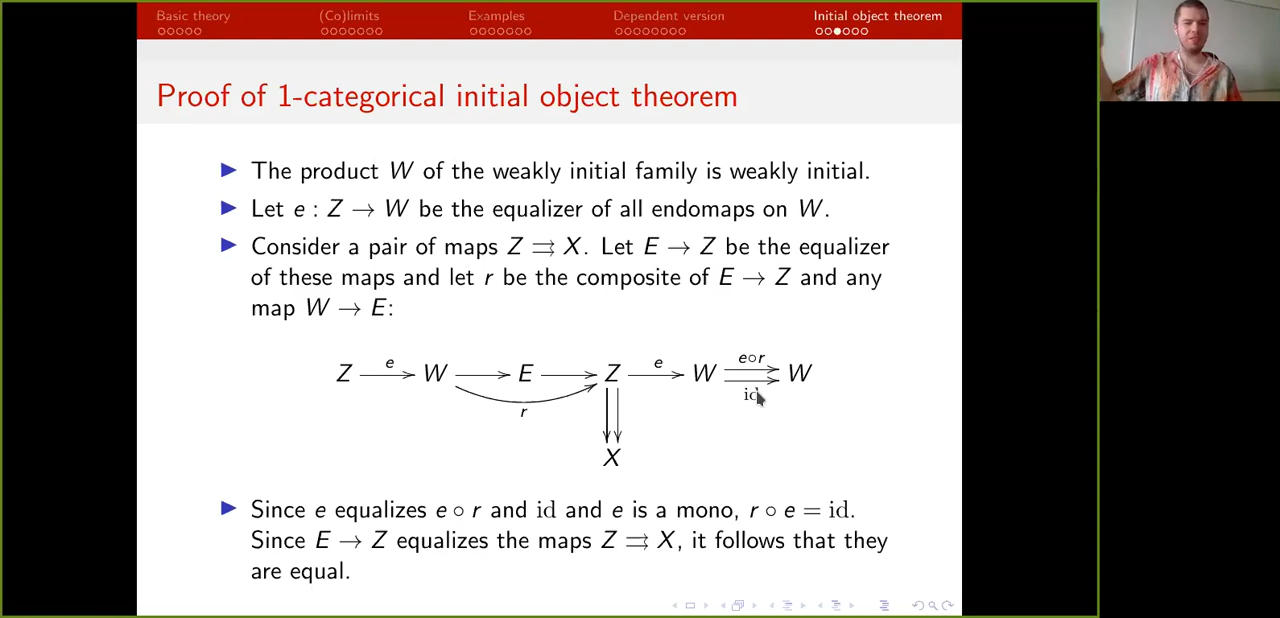 Basic theory (Co)limits Examples Dependent version Initial object theorem
Proof of 1-categorical initial object theorem
The product W of the weakly initial family is weakly initial.
Let e : Z → W be the equalizer of all endomaps on W.
Consider a pair of maps Z ⇉ X. Let E → Z be the equalizer
of these maps and let r be the composite of E → Z and any
map W → E:
e e e∘r
Z W E Z W W
r id
X
Since e equalizes e ∘ r and id and e is a mono, r ∘ e = id.
Since E → Z equalizes the maps Z ⇉ X, it follows that they
are equal.